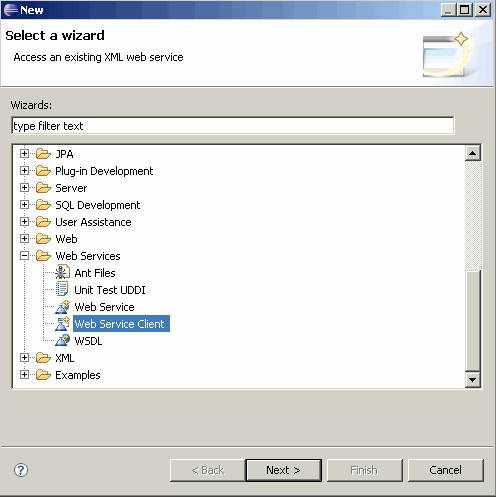 New
Select a wizard
Access an existing XML web service
Wizards:
type filter text
JPA
Plug-in Development
Server
SQL Development
User Assistance
Web
Web Services
Ant Files
Unit Test UDDI
Web Service
Web Service Client
WSDL
XML
Examples
? < Back Next > Finish Cancel